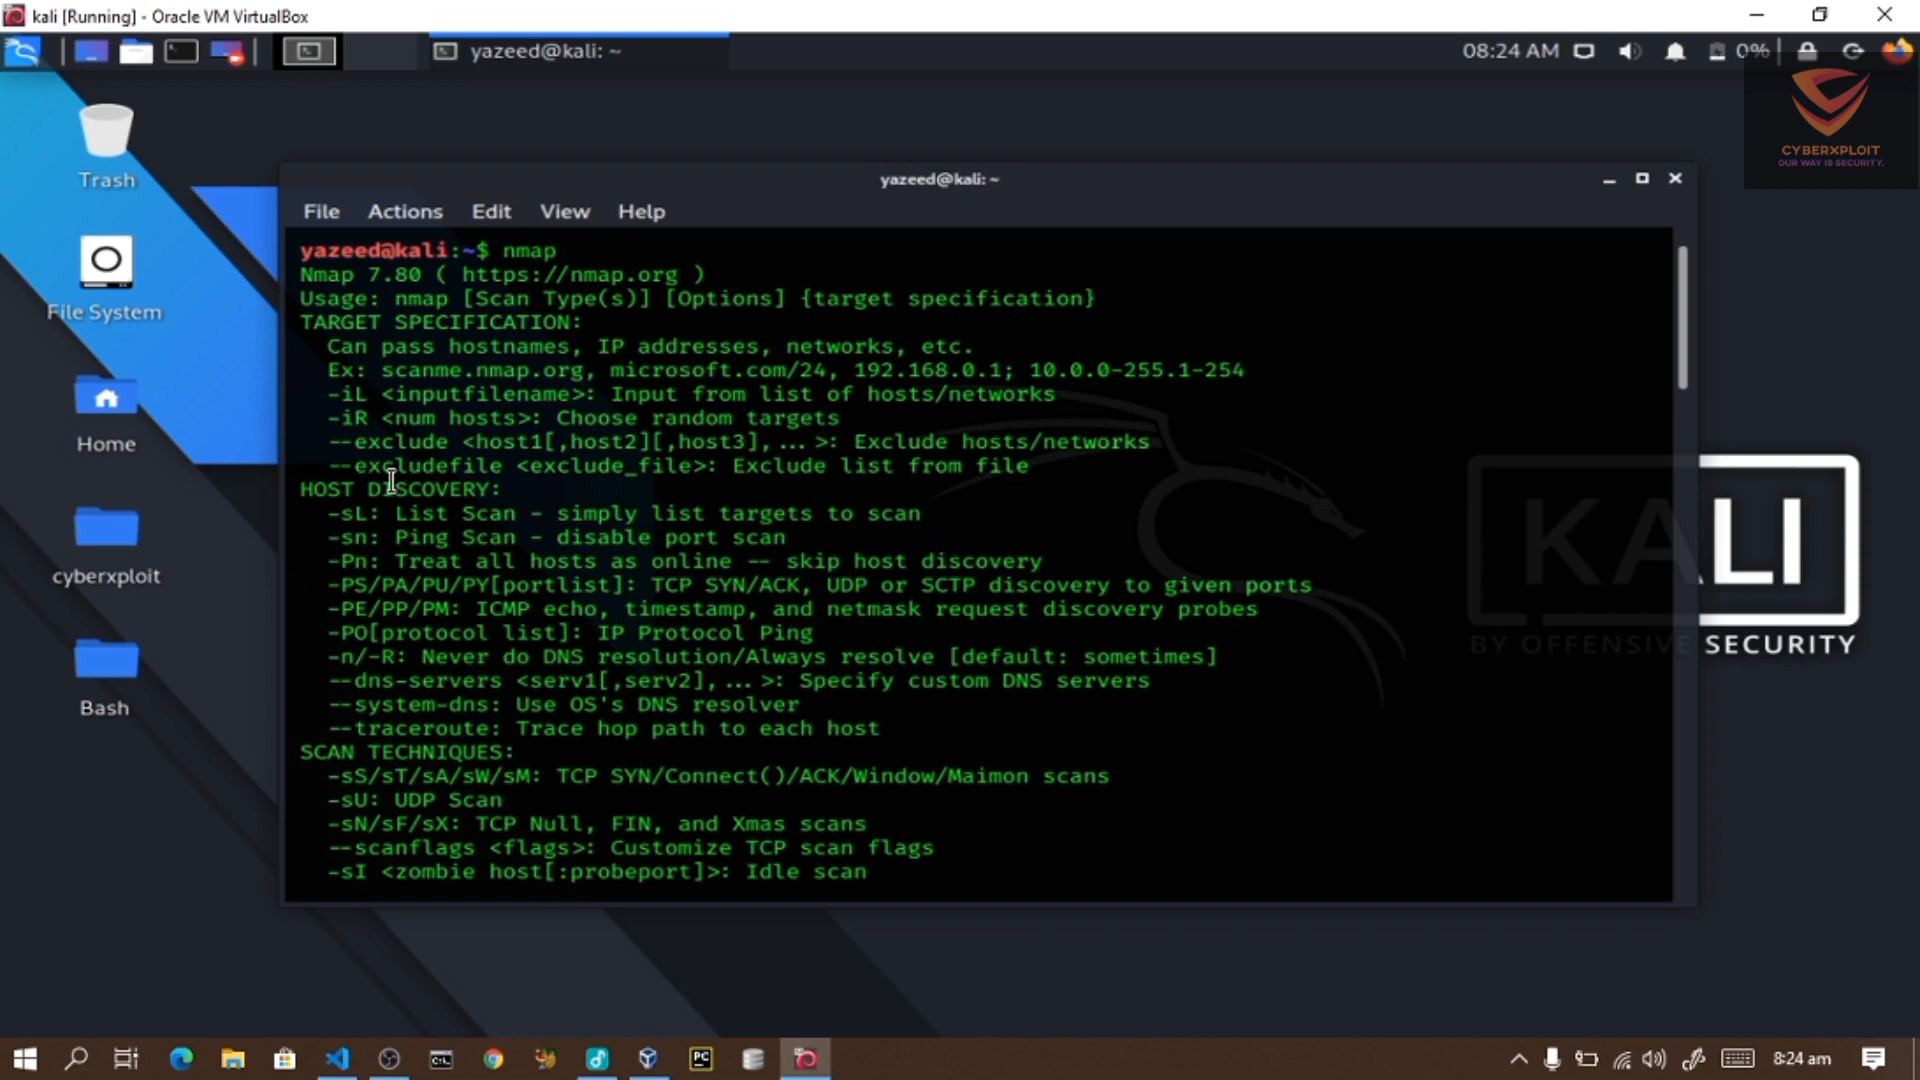 kali [Running] - Oracle VM VirtualBox
yazeed@kali: ~
08:24 AM
0%
CYBERXPLOIT
OUR WAY IS SECURITY.
Trash
File System
Home
cyberxploit
Bash
yazeed@kali: ~
File Actions Edit View Help
yazeed@kali:~$ nmap
Nmap 7.80 ( https://nmap.org )
Usage: nmap [Scan Type(s)] [Options] {target specification}
TARGET SPECIFICATION:
  Can pass hostnames, IP addresses, networks, etc.
  Ex: scanme.nmap.org, microsoft.com/24, 192.168.0.1; 10.0.0-255.1-254
  -iL <inputfilename>: Input from list of hosts/networks
  -iR <num hosts>: Choose random targets
  --exclude <host1[,host2][,host3],...>: Exclude hosts/networks
  --excludefile <exclude_file>: Exclude list from file
HOST DISCOVERY:
  -sL: List Scan - simply list targets to scan
  -sn: Ping Scan - disable port scan
  -Pn: Treat all hosts as online -- skip host discovery
  -PS/PA/PU/PY[portlist]: TCP SYN/ACK, UDP or SCTP discovery to given ports
  -PE/PP/PM: ICMP echo, timestamp, and netmask request discovery probes
  -PO[protocol list]: IP Protocol Ping
  -n/-R: Never do DNS resolution/Always resolve [default: sometimes]
  --dns-servers <serv1[,serv2],...>: Specify custom DNS servers
  --system-dns: Use OS's DNS resolver
  --traceroute: Trace hop path to each host
SCAN TECHNIQUES:
  -sS/sT/sA/sW/sM: TCP SYN/Connect()/ACK/Window/Maimon scans
  -sU: UDP Scan
  -sN/sF/sX: TCP Null, FIN, and Xmas scans
  --scanflags <flags>: Customize TCP scan flags
  -sI <zombie host[:probeport]>: Idle scan
KALI
BY OFFENSIVE SECURITY
PC
8:24 am